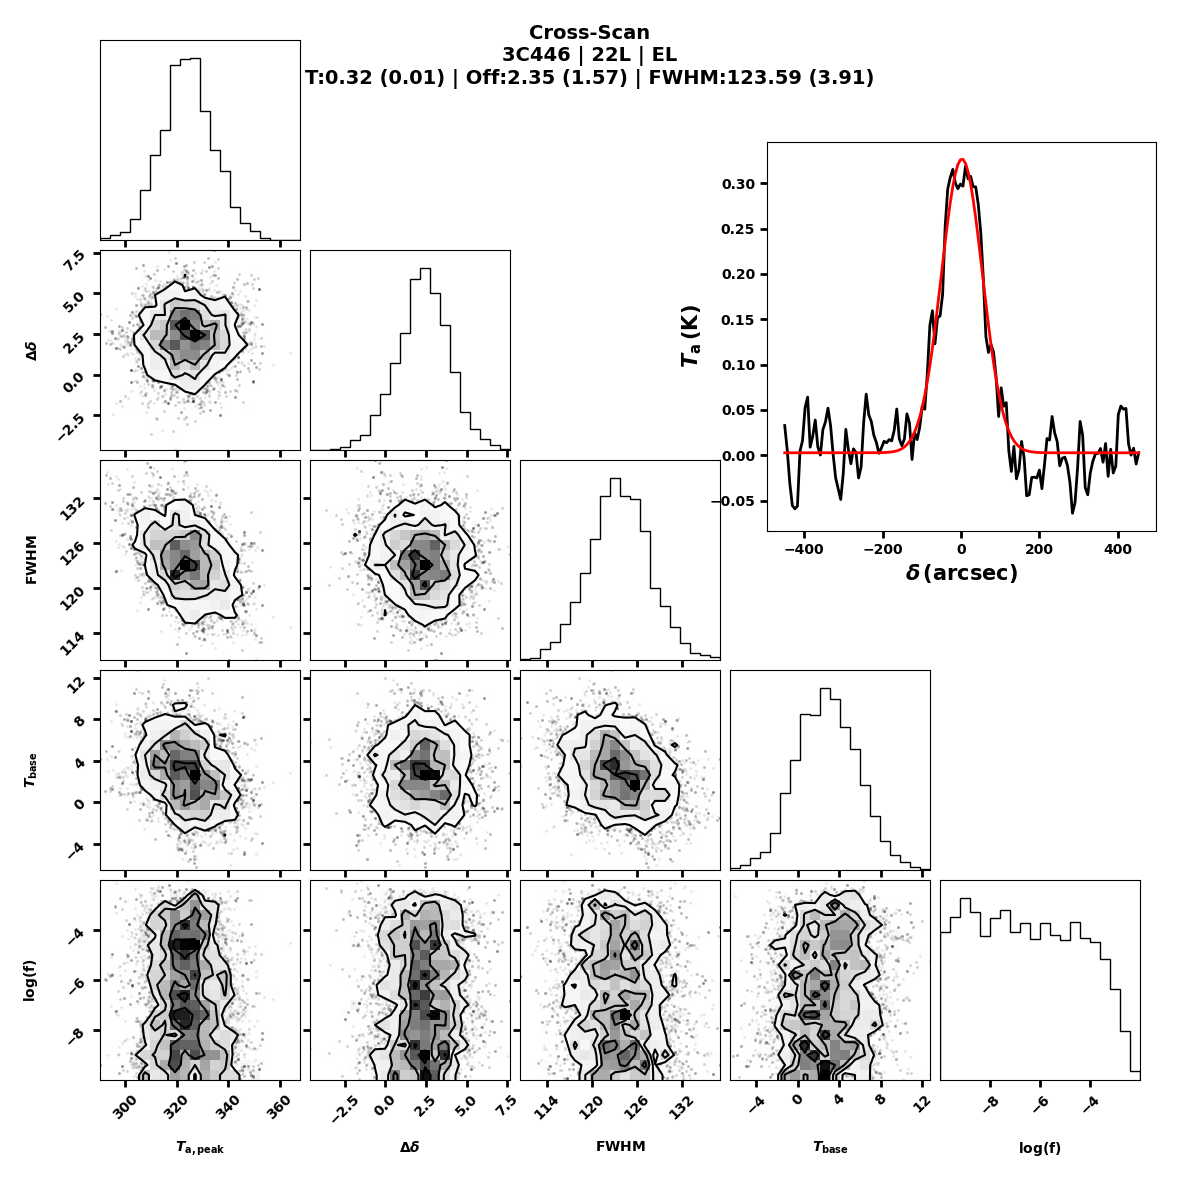 Cross-Scan
3C446 | 22L | EL
T:0.32 (0.01) | Off:2.35 (1.57) | FWHM:123.59 (3.91)
0.30
0.25
0.20
0.15
0.10
0.05
0.00
−0.05
Ta (K)
−400 −200 0 200 400
δ (arcsec)
7.5
5.0
2.5
0.0
−2.5
Δδ
132
126
120
114
FWHM
12
8
4
0
−4
Tbase
−4
−6
−8
log(f)
300 320 340 360
−2.5 0.0 2.5 5.0 7.5
114 120 126 132
−4 0 4 8 12
−8 −6 −4
Ta,peak Δδ FWHM Tbase log(f)